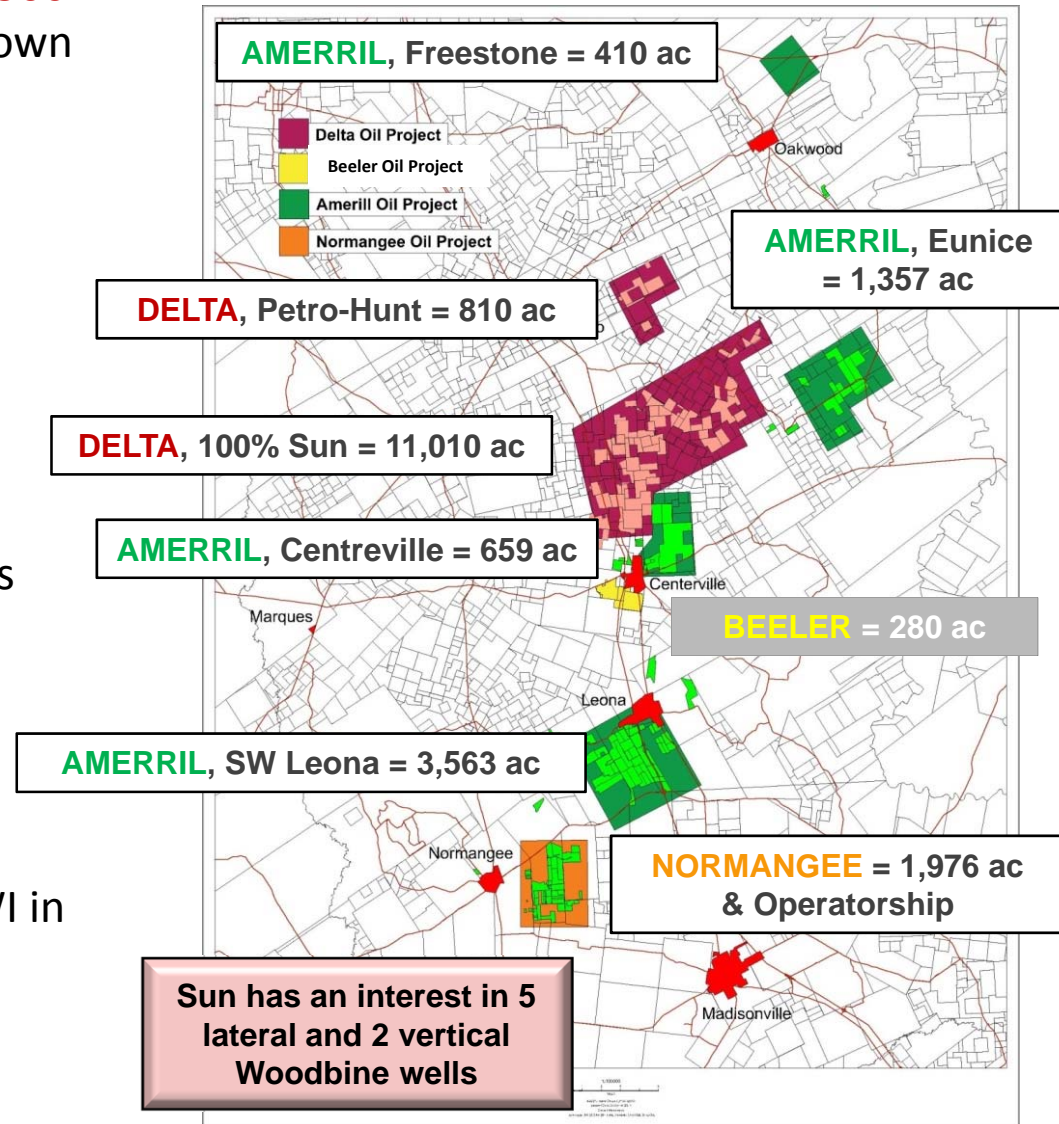 own
AMERRIL, Freestone = 410 ac
Delta Oil Project
Beeler Oil Project
Amerill Oil Project
Normangee Oil Project
Oakwood
AMERRIL, Eunice
= 1,357 ac
DELTA, Petro-Hunt = 810 ac
DELTA, 100% Sun = 11,010 ac
AMERRIL, Centreville = 659 ac
s
Centerville
Marques
BEELER = 280 ac
Leona
AMERRIL, SW Leona = 3,563 ac
Normangee
NORMANGEE = 1,976 ac
& Operatorship
/I in
Sun has an interest in 5
lateral and 2 vertical
Woodbine wells
Madisonville